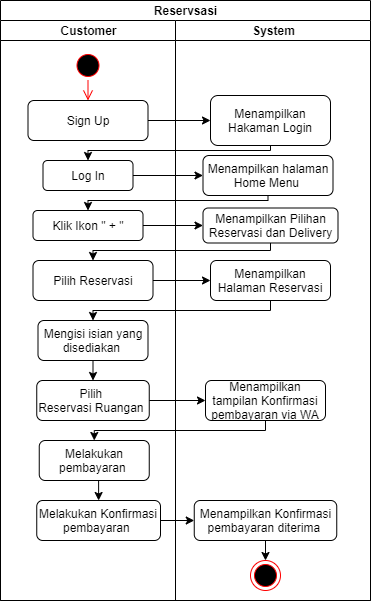 Reservsasi
Customer
System
Sign Up
Menampilkan
Hakaman Login
Log In
Menampilkan halaman
Home Menu
Klik Ikon " + "
Menampilkan Pilihan
Reservasi dan Delivery
Pilih Reservasi
Menampilkan
Halaman Reservasi
Mengisi isian yang
disediakan
Pilih
Reservasi Ruangan
Menampilkan
tampilan Konfirmasi
pembayaran via WA
Melakukan
pembayaran
Melakukan Konfirmasi
pembayaran
Menampilkan Konfirmasi
pembayaran diterima